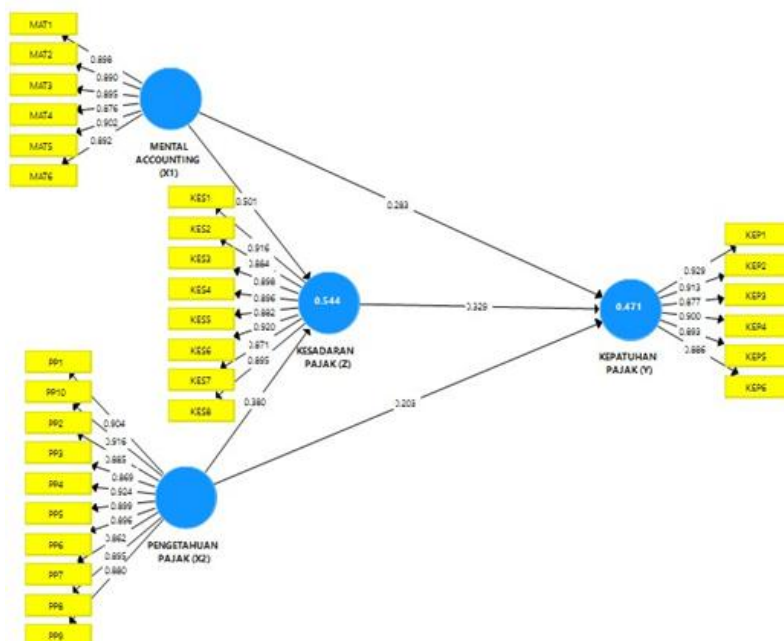 MAT1
MAT2
MAT3
MAT4
MAT5
MAT6
0.898
0.890
0.895
0.876
0.902
0.892
MENTAL
ACCOUNTING
(X1)
0.501
0.283
KES1
KES2
KES3
KES4
KES5
KES6
KES7
KES8
0.916
0.884
0.898
0.896
0.882
0.920
0.871
0.895
0.544
KESADARAN
PAJAK (Z)
0.329
0.471
KEPATUHAN
PAJAK (Y)
KEP1
KEP2
KEP3
KEP4
KEP5
KEP6
0.929
0.913
0.877
0.900
0.893
0.886
0.380
0.203
PP1
PP10
PP2
PP3
PP4
PP5
PP6
PP7
PP8
PP9
0.904
0.916
0.885
0.869
0.924
0.899
0.896
0.862
0.895
0.880
PENGETAHUAN
PAJAK (X2)